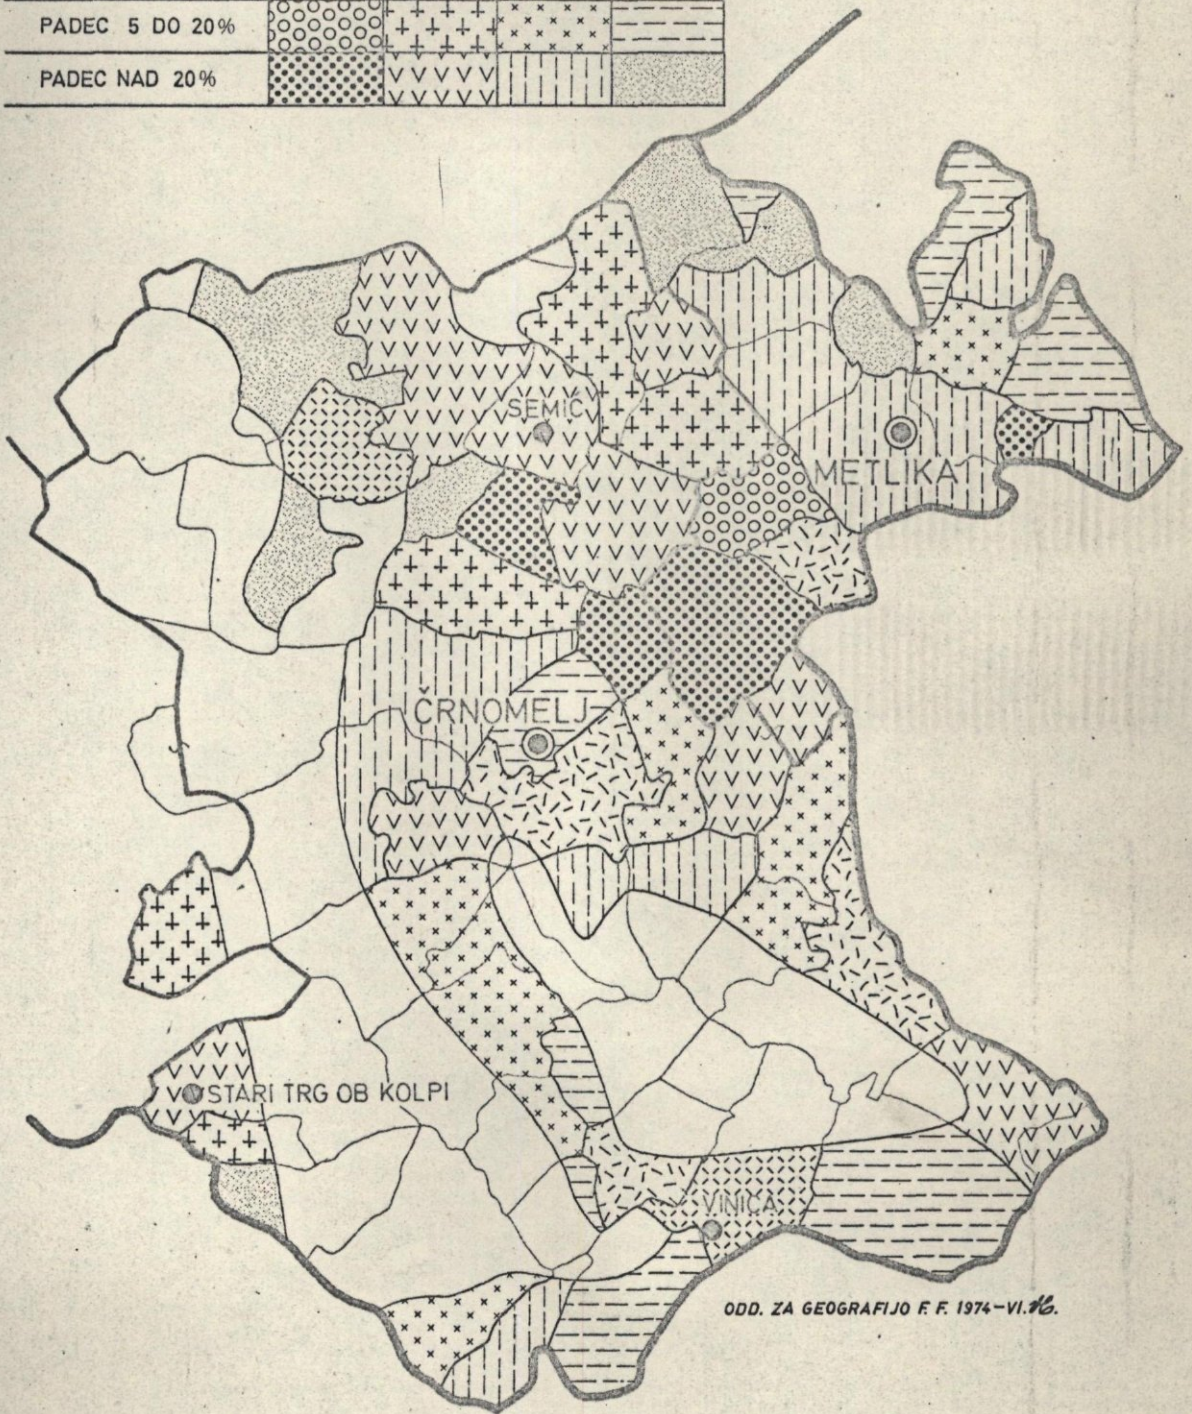 PADEC 5 DO 20%
PADEC NAD 20%
SEMIČ
METLIKA
ČRNOMELJ
STARI TRG OB KOLPI
VINICA
ODD. ZA GEOGRAFIJO F. F. 1974-VI.